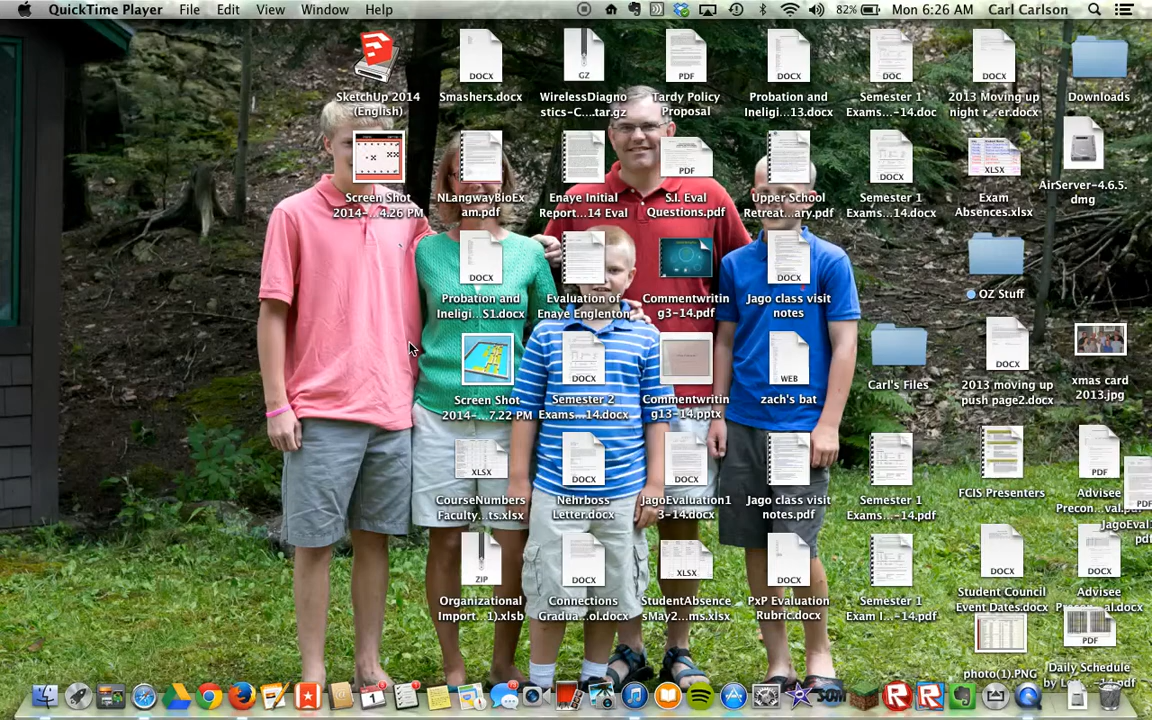 QuickTime Player File Edit View Window Help 82% Mon 6:26 AM Carl Carlson
SketchUp 2014
(English)
DOCX
Smashers.docx
GZ
WirelessDiagno
stics-C...tar.gz
PDF
Tardy Policy
Proposal
DOCX
Probation and
Ineligi...13.docx
DOC
Semester 1
Exams...-14.doc
DOCX
2013 Moving up
night r...er.docx
Downloads
Screen Shot
2014-...4.26 PM
NLangwayBioEx
am.pdf
Enaye Initial
Report...14 Eval
PDF
S.I. Eval
Questions.pdf
Upper School
Retreat...ary.pdf
DOCX
Semester 1
Exams...14.docx
XLSX
Exam
Absences.xlsx
AirServer-4.6.5.
dmg
DOCX
Probation and
Ineligi...S1.docx
Evaluation of
Enaye Englenton
Commentwritin
g3-14.pdf
DOCX
Jago class visit
notes
OZ Stuff
Screen Shot
2014-...7.22 PM
DOCX
Semester 2
Exams...14.docx
Commentwritin
g13-14.pptx
WEB
zach's bat
Carl's Files
DOCX
2013 moving up
push page2.docx
xmas card
2013.jpg
XLSX
CourseNumbers
Faculty...ts.xlsx
DOCX
Nehrboss
Letter.docx
DOCX
JagoEvaluation1
3-14.docx
Jago class visit
notes.pdf
Semester 1
Exams...-14.pdf
FCIS Presenters
PDF
Advisee
Precon...val.pdf
PDF
JagoEval1
pdf
ZIP
Organizational
Import...1).xlsb
DOCX
Connections
Gradua...ol.docx
XLSX
StudentAbsence
sMay2...ms.xlsx
DOCX
PxP Evaluation
Rubric.docx
Semester 1
Exam I...-14.pdf
DOCX
Student Council
Event Dates.docx
DOCX
Advisee
photo(1).PNG
PDF
Daily Schedule